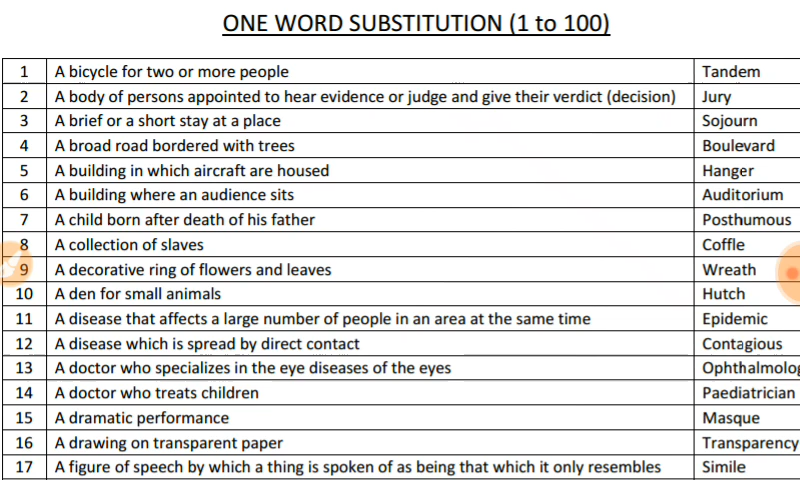 ONE WORD SUBSTITUTION (1 to 100)
1 A bicycle for two or more people Tandem
2 A body of persons appointed to hear evidence or judge and give their verdict (decision) Jury
3 A brief or a short stay at a place Sojourn
4 A broad road bordered with trees Boulevard
5 A building in which aircraft are housed Hanger
6 A building where an audience sits Auditorium
7 A child born after death of his father Posthumous
8 A collection of slaves Coffle
9 A decorative ring of flowers and leaves Wreath
10 A den for small animals Hutch
11 A disease that affects a large number of people in an area at the same time Epidemic
12 A disease which is spread by direct contact Contagious
13 A doctor who specializes in the eye diseases of the eyes Ophthalmolog
14 A doctor who treats children Paediatrician
15 A dramatic performance Masque
16 A drawing on transparent paper Transparency
17 A figure of speech by which a thing is spoken of as being that which it only resembles Simile